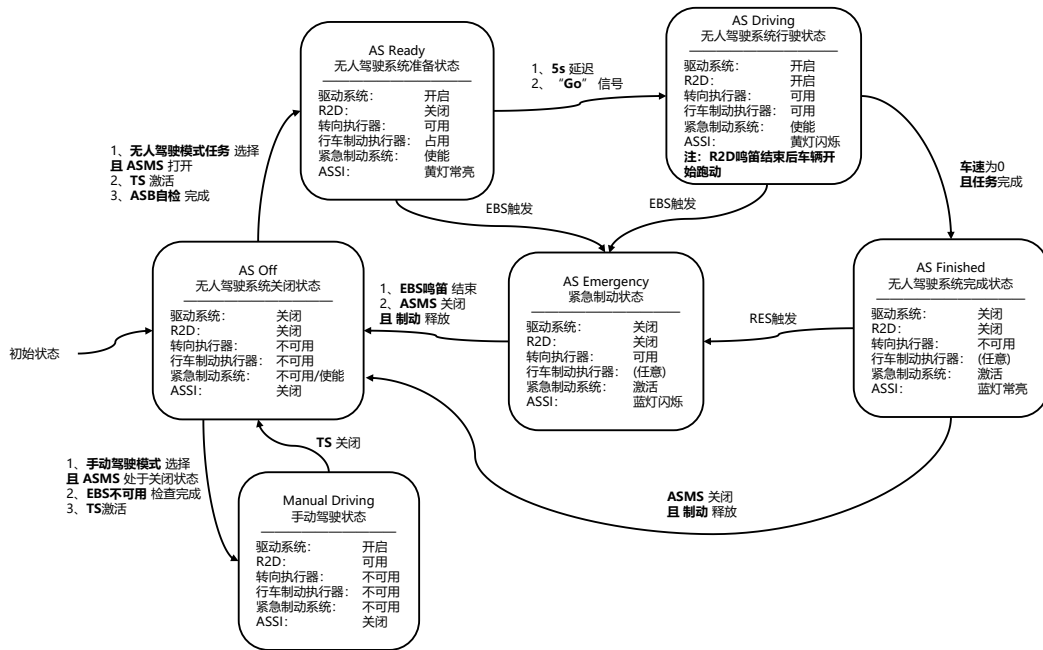 AS Ready
无人驾驶系统准备状态
驱动系统： 开启
R2D： 关闭
转向执行器： 可用
行车制动执行器： 占用
紧急制动系统： 使能
ASSI： 黄灯常亮
1、5s 延迟
2、 “Go” 信号
AS Driving
无人驾驶系统行驶状态
驱动系统： 开启
R2D： 开启
转向执行器： 可用
行车制动执行器： 可用
紧急制动系统： 使能
ASSI： 黄灯闪烁
注：R2D鸣笛结束后车辆开
始跑动
1、无人驾驶模式任务 选择
且 ASMS 打开
2、TS 激活
3、ASB自检 完成
EBS触发
EBS触发
车速为0
且任务完成
初始状态
AS Off
无人驾驶系统关闭状态
驱动系统： 关闭
R2D： 关闭
转向执行器： 不可用
行车制动执行器： 不可用
紧急制动系统： 不可用/使能
ASSI： 关闭
1、EBS鸣笛 结束
2、ASMS 关闭
且 制动 释放
AS Emergency
紧急制动状态
驱动系统： 关闭
R2D： 关闭
转向执行器： 可用
行车制动执行器： (任意)
紧急制动系统： 激活
ASSI： 蓝灯闪烁
RES触发
AS Finished
无人驾驶系统完成状态
驱动系统： 关闭
R2D： 关闭
转向执行器： 不可用
行车制动执行器： (任意)
紧急制动系统： 激活
ASSI： 蓝灯常亮
1、手动驾驶模式 选择
且 ASMS 处于关闭状态
2、EBS不可用 检查完成
3、TS激活
TS 关闭
Manual Driving
手动驾驶状态
驱动系统： 开启
R2D： 可用
转向执行器： 不可用
行车制动执行器： 不可用
紧急制动系统： 不可用
ASSI： 关闭
ASMS 关闭
且 制动 释放